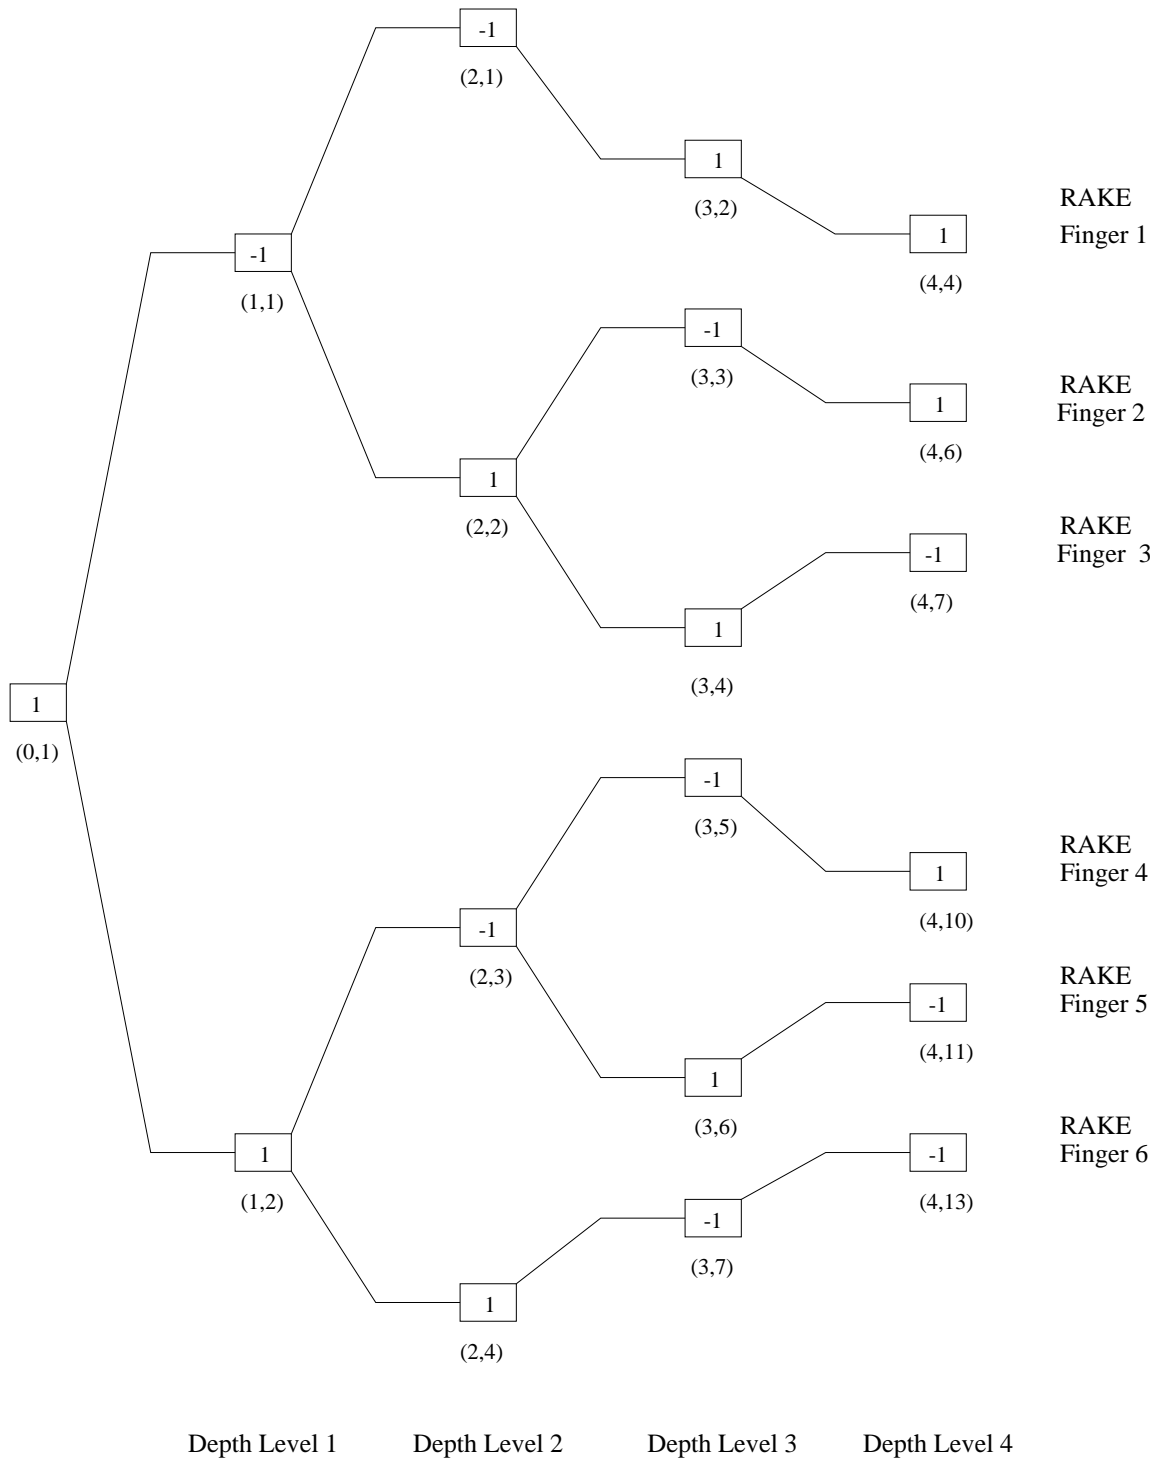 -1
(2,1)
1
(3,2)
RAKE
Finger 1
1
(4,4)
-1
(1,1)
-1
(3,3)
RAKE
Finger 2
1
(4,6)
1
(2,2)
RAKE
Finger 3
-1
(4,7)
1
(3,4)
1
(0,1)
-1
(3,5)
RAKE
Finger 4
1
(4,10)
-1
(2,3)
RAKE
Finger 5
-1
(4,11)
1
(3,6)
RAKE
Finger 6
-1
(4,13)
1
(1,2)
-1
(3,7)
1
(2,4)
Depth Level 1 Depth Level 2 Depth Level 3 Depth Level 4